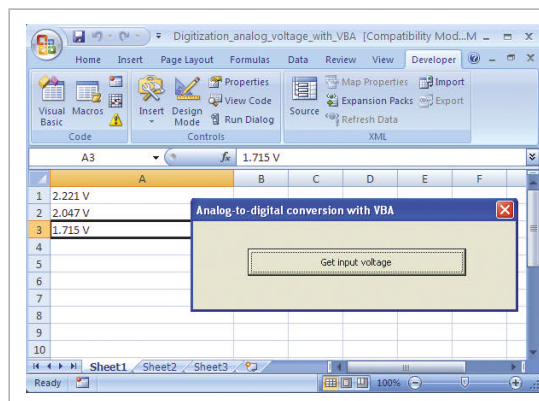 Digitization_analog_voltage_with_VBA [Compatibility Mod...M
Home Insert Page Layout Formulas Data Review View Developer
Visual Basic
Macros
Code
Insert
Design Mode
Properties
View Code
Run Dialog
Controls
Source
Map Properties
Expansion Packs
Refresh Data
Import
Export
XML
A3 fx 1.715 V
A B C D E F
1 2.221 V
2 2.047 V
3 1.715 V
4
5
6
7
8
9
10
Analog-to-digital conversion with VBA
Get input voltage
Sheet1 Sheet2 Sheet3
Ready 100%